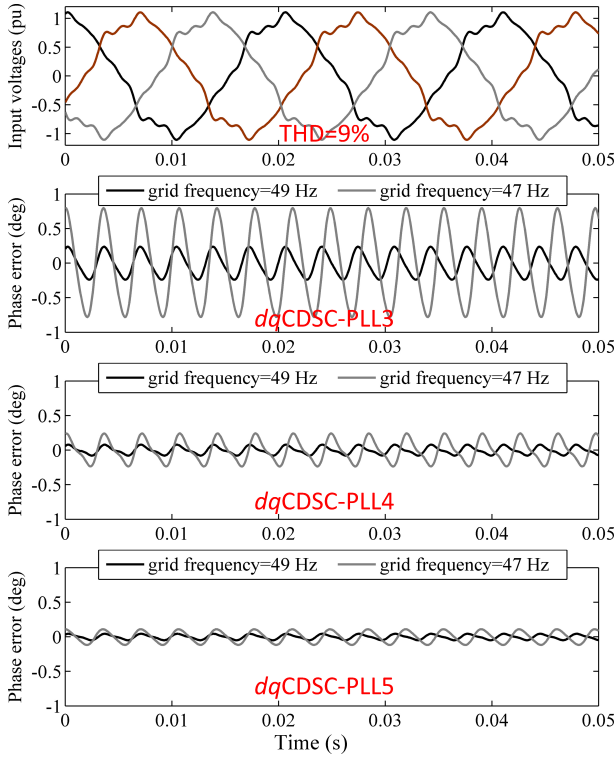 Input voltages (pu)
1
0.5
0
-0.5
-1
THD=9%
0 0.01 0.02 0.03 0.04 0.05
Phase error (deg)
grid frequency=49 Hz grid frequency=47 Hz
1
0.5
0
-0.5
-1
dqCDSC-PLL3
0 0.01 0.02 0.03 0.04 0.05
Phase error (deg)
grid frequency=49 Hz grid frequency=47 Hz
1
0.5
0
-0.5
-1
dqCDSC-PLL4
0 0.01 0.02 0.03 0.04 0.05
Phase error (deg)
grid frequency=49 Hz grid frequency=47 Hz
1
0.5
0
-0.5
-1
dqCDSC-PLL5
0 0.01 0.02 0.03 0.04 0.05
Time (s)